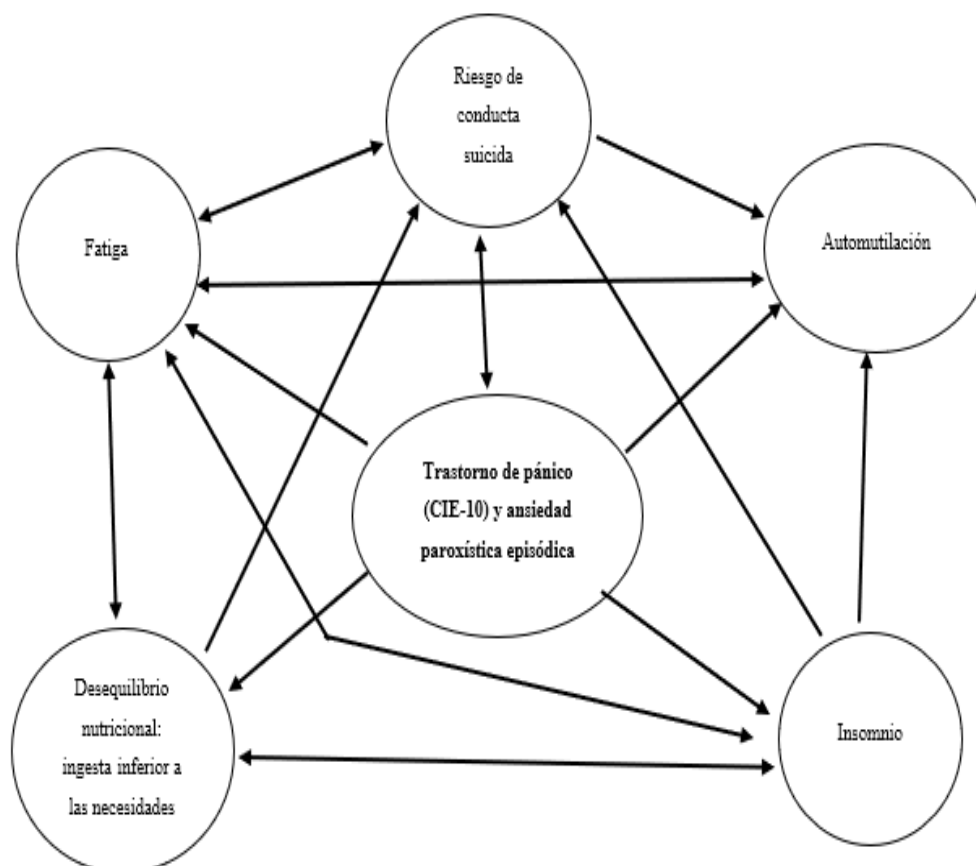 Riesgo de
conducta
suicida
Fatiga
Automutilación
Trastorno de pánico
(CIE-10) y ansiedad
paroxística episódica
Desequilibrio
nutricional:
ingesta inferior a
las necesidades
Insomnio